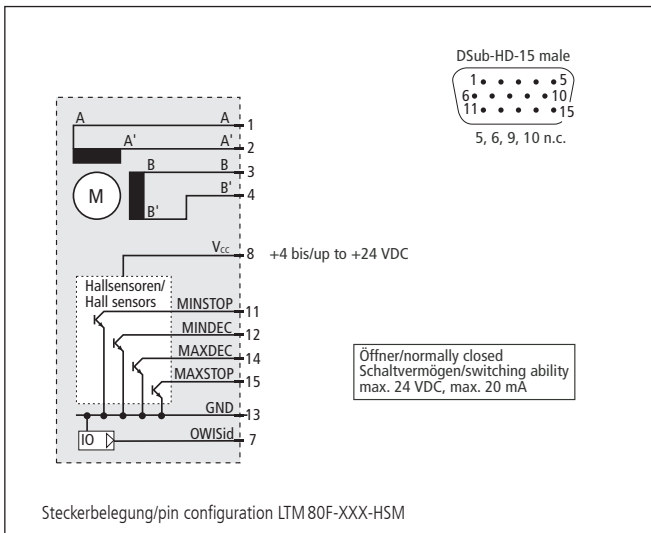 DSub-HD-15 male
1 5
6 10
11 15
5, 6, 9, 10 n.c.
A A 1
A' A' 2
B 3
M
B' B' 4
V_CC 8 +4 bis/up to +24 VDC
Hallsensoren/
Hall sensors
MINSTOP 11
MINDEC 12
MAXDEC 14
MAXSTOP 15
Öffner/normally closed
Schaltvermögen/switching ability
max. 24 VDC, max. 20 mA
GND 13
IO OWISid 7
Steckerbelegung/pin configuration LTM 80F-XXX-HSM